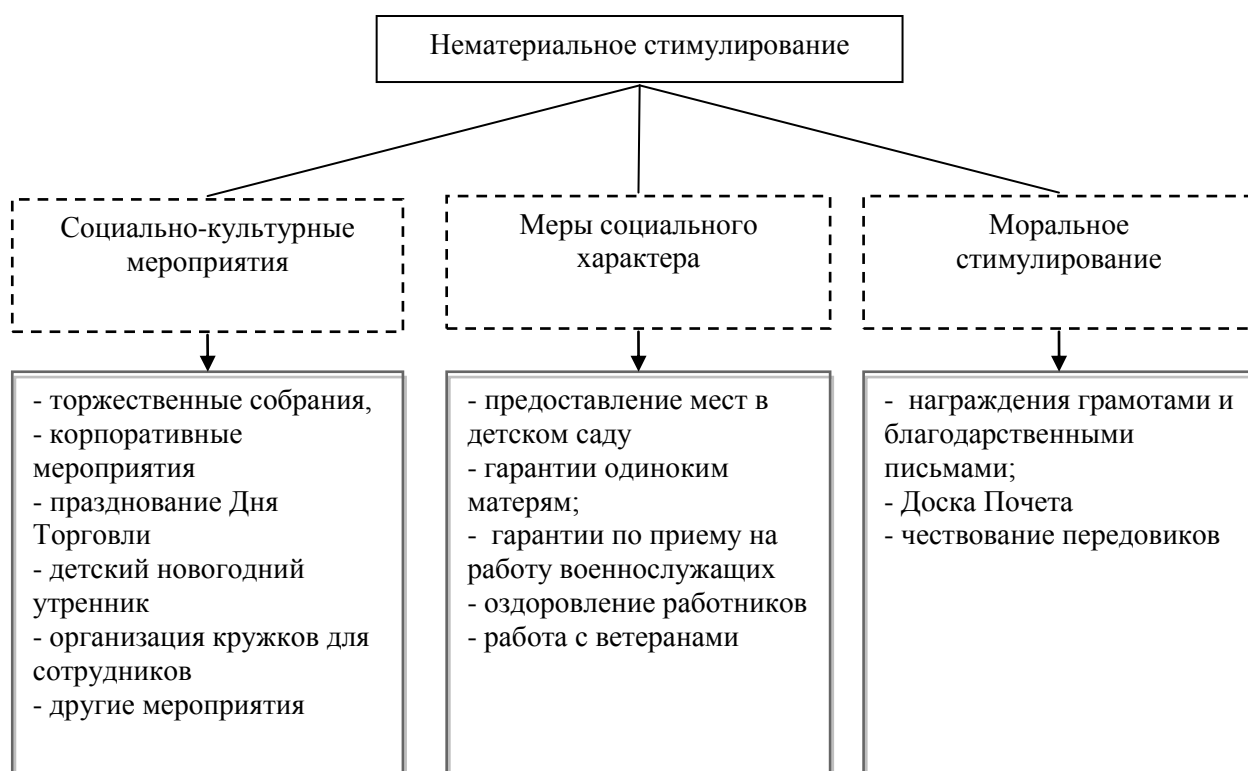 Нематериальное стимулирование
Социально-культурные
мероприятия
Меры социального
характера
Моральное
стимулирование
- торжественные собрания,
- корпоративные
мероприятия
- празднование Дня
Торговли
- детский новогодний
утренник
- организация кружков для
сотрудников
- другие мероприятия
- предоставление мест в
детском саду
- гарантии одиноким
матерям;
- гарантии по приему на
работу военнослужащих
- оздоровление работников
- работа с ветеранами
- награждения грамотами и
благодарственными
письмами;
- Доска Почета
- чествование передовиков